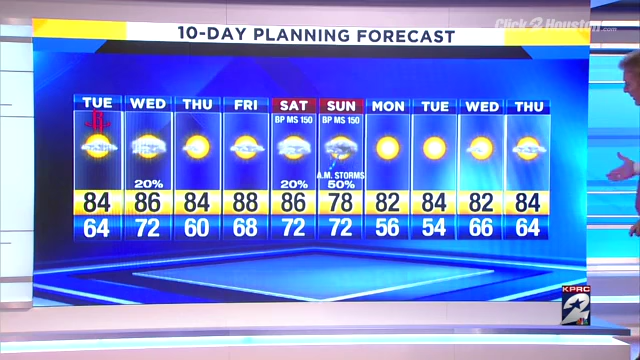 Click2Houston.com
10-DAY PLANNING FORECAST
TUE WED THU FRI SAT SUN MON TUE WED THU
BP MS 150 BP MS 150
A.M. STORMS
20% 20% 50%
84 86 84 88 86 78 82 84 82 84
64 72 60 68 72 72 56 54 66 64
KPRC
2